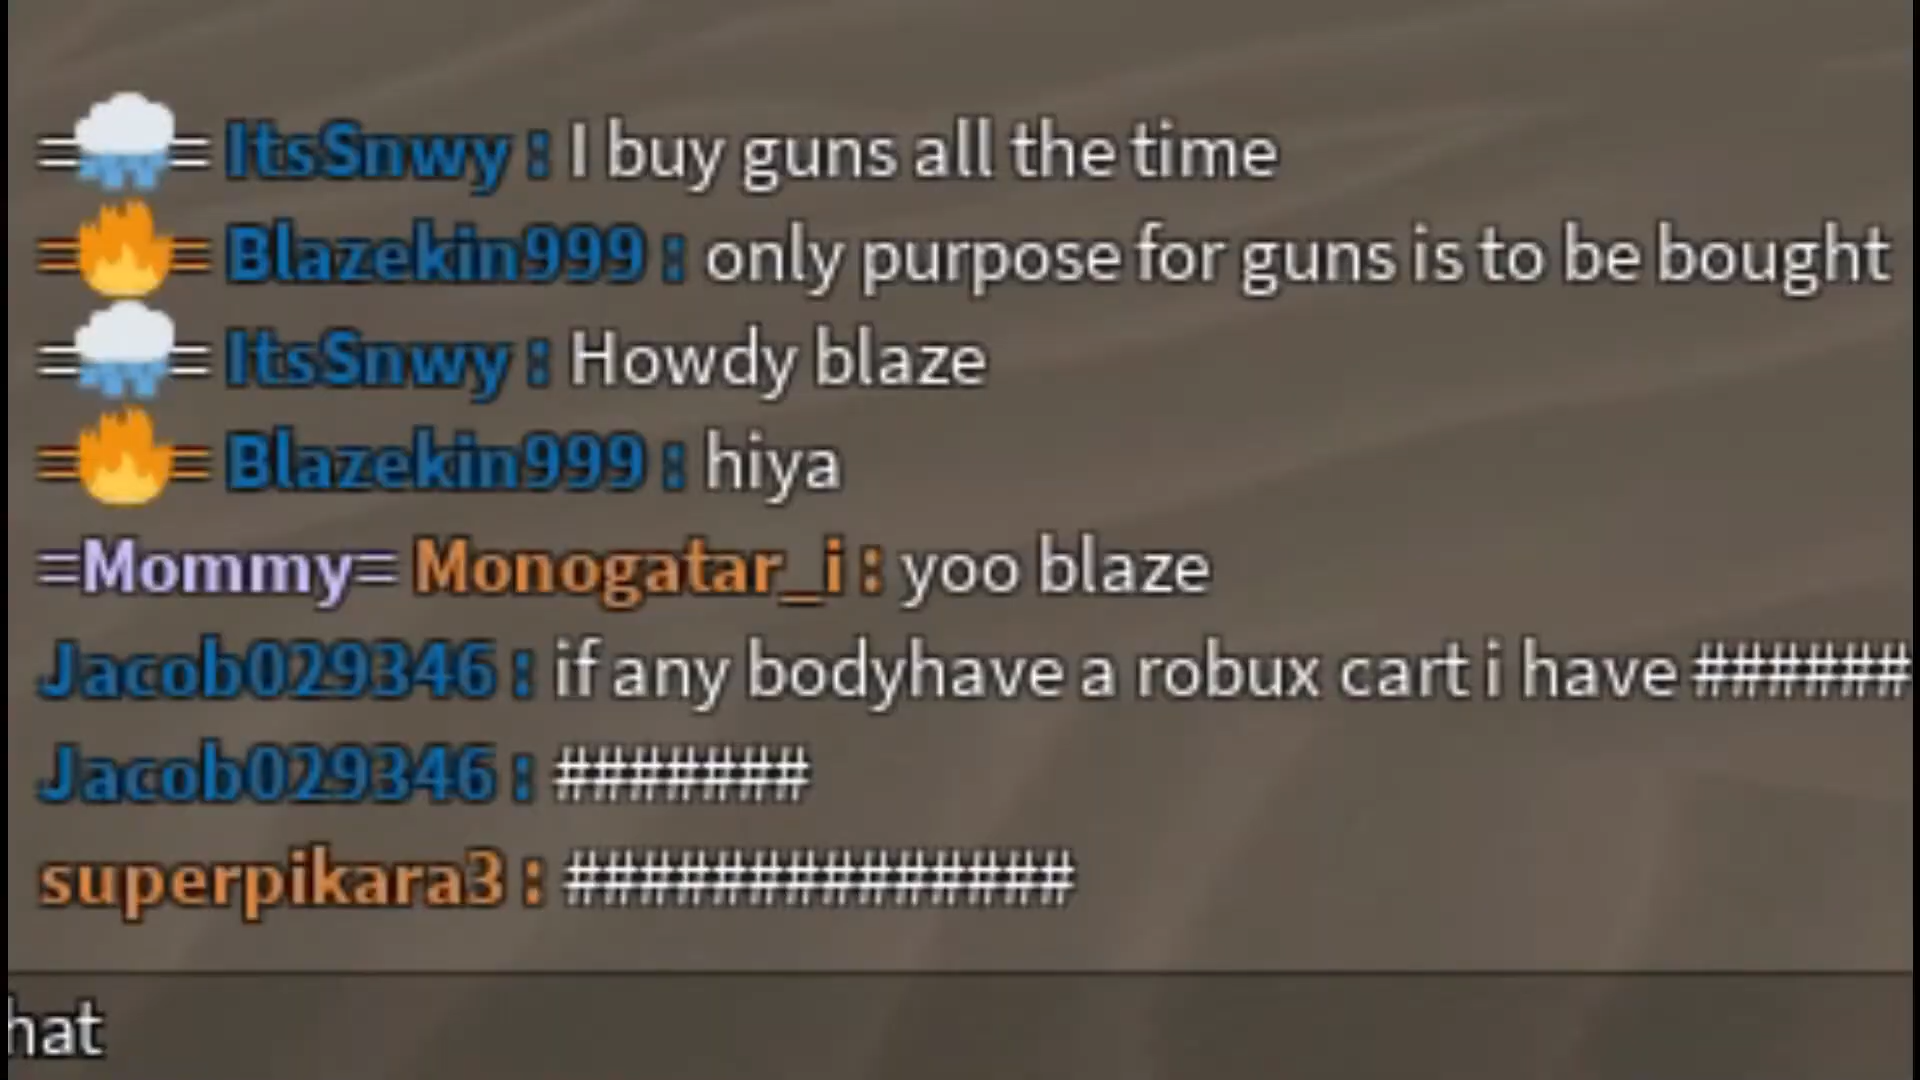 =🌧️= ItsSnwy : I buy guns all the time
=🔥= Blazekin999 : only purpose for guns is to be bought
=🌧️= ItsSnwy : Howdy blaze
=🔥= Blazekin999 : hiya
=Mommy= Monogatar_i : yoo blaze
Jacob029346 : if any bodyhave a robux cart i have ######
Jacob029346 : #######
superpikara3 : ##############
hat